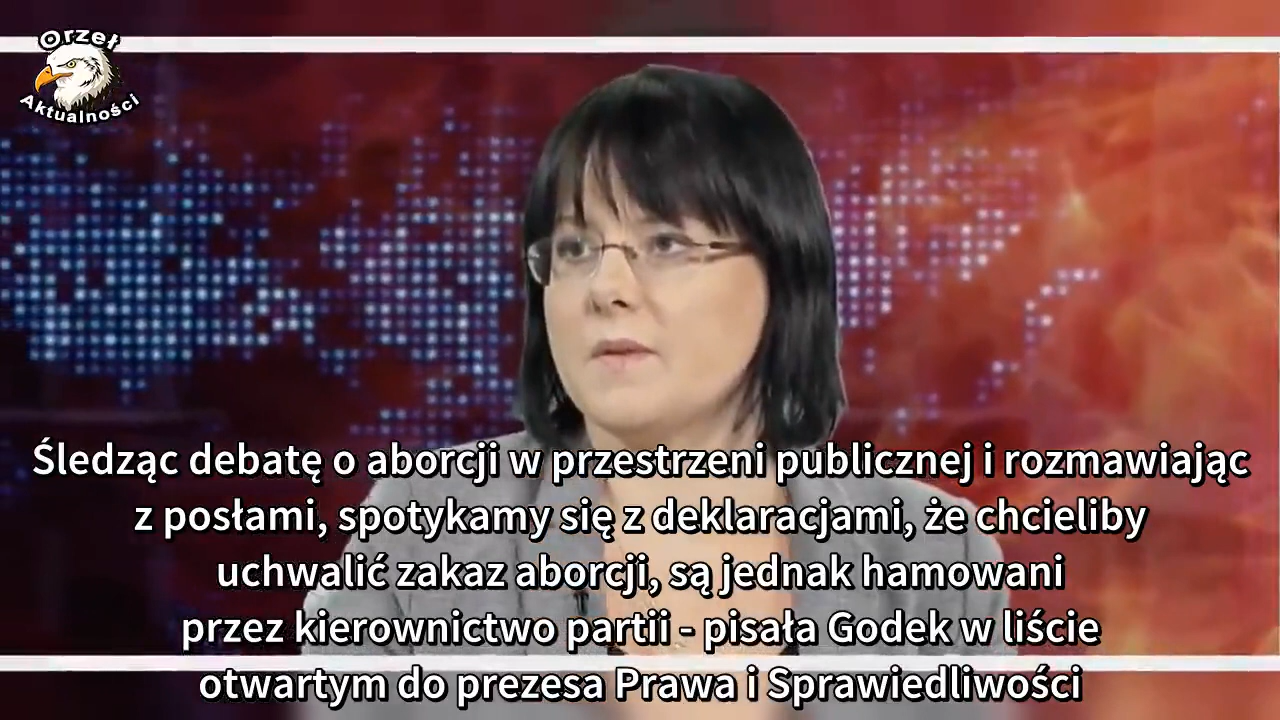 Orzeł
Aktualności
Śledząc debatę o aborcji w przestrzeni publicznej i rozmawiając
z posłami, spotykamy się z deklaracjami, że chcieliby
uchwalić zakaz aborcji, są jednak hamowani
przez kierownictwo partii - pisała Godek w liście
otwartym do prezesa Prawa i Sprawiedliwości